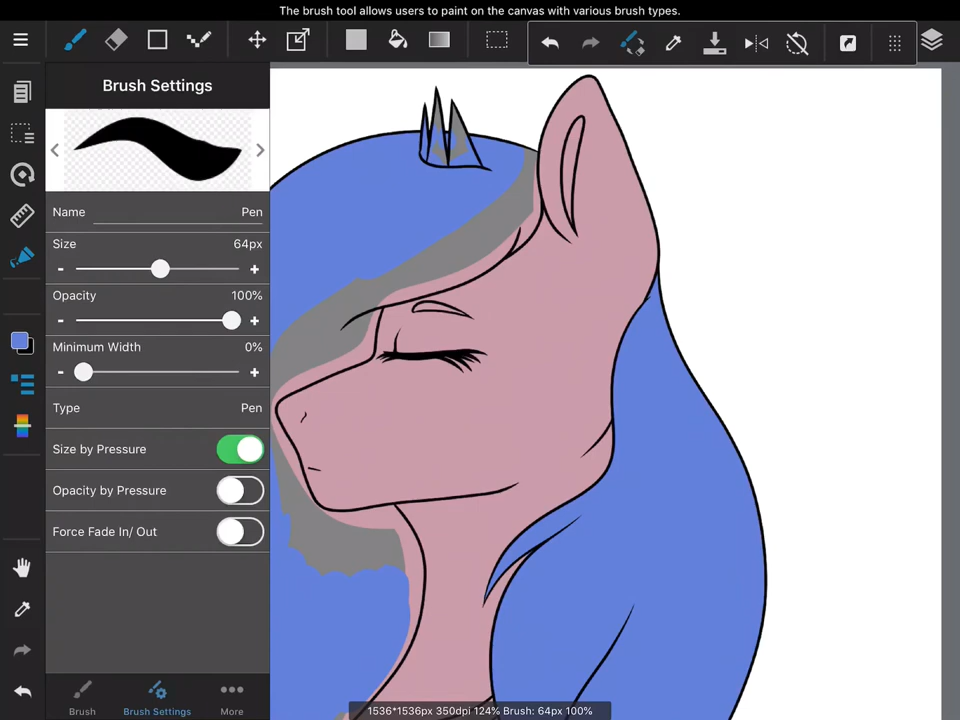 The brush tool allows users to paint on the canvas with various brush types.
Brush Settings
Name Pen
Size 64px
- +
Opacity 100%
- +
Minimum Width 0%
- +
Type Pen
Size by Pressure
Opacity by Pressure
Force Fade In/ Out
Brush Brush Settings More
1536*1536px 350dpi 124% Brush: 64px 100%